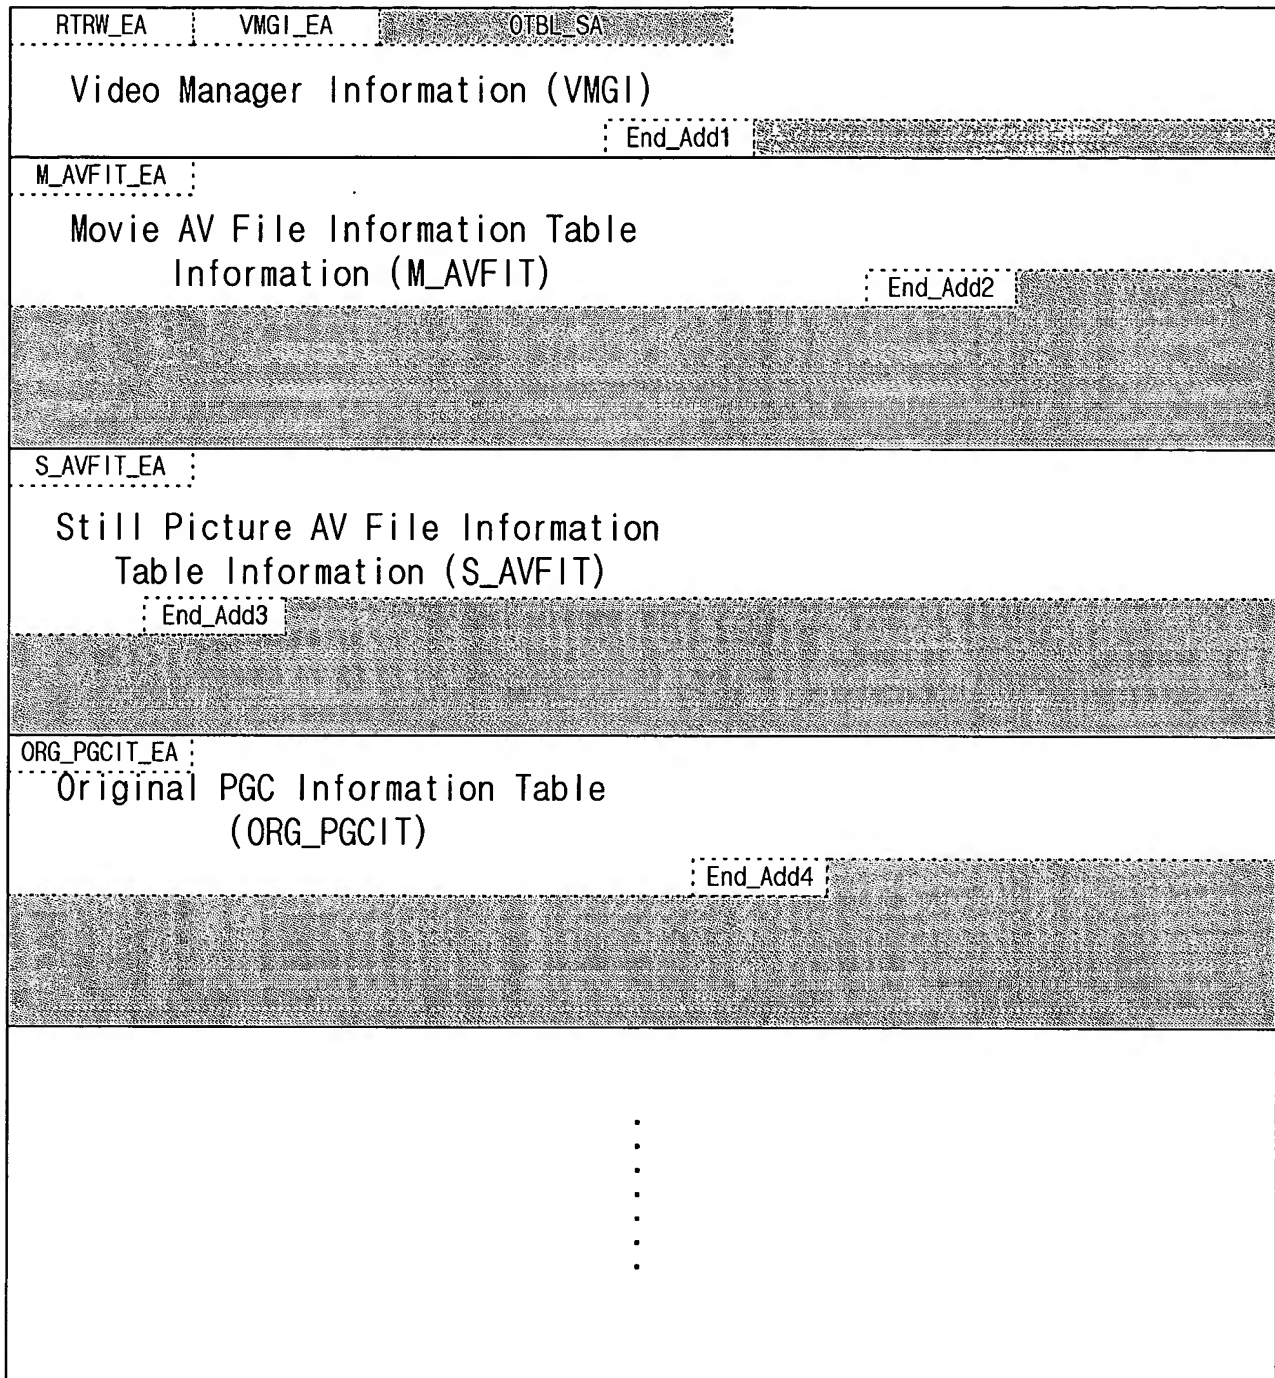 RTRW_EA VMGI_EA OTBL_SA
Video Manager Information (VMGI)
End_Add1
M_AVFIT_EA
Movie AV File Information Table
Information (M_AVFIT)
End_Add2
S_AVFIT_EA
Still Picture AV File Information
Table Information (S_AVFIT)
End_Add3
ORG_PGCIT_EA
Original PGC Information Table
(ORG_PGCIT)
End_Add4